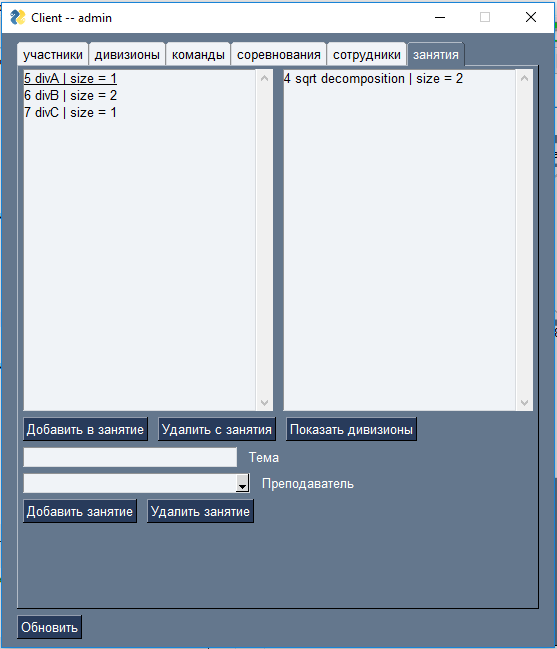 Client -- admin
участники дивизионы команды соревнования сотрудники занятия
5 divA | size = 1
6 divB | size = 2
7 divC | size = 1
4 sqrt decomposition | size = 2
Добавить в занятие Удалить с занятия Показать дивизионы
Тема
Преподаватель
Добавить занятие Удалить занятие
Обновить